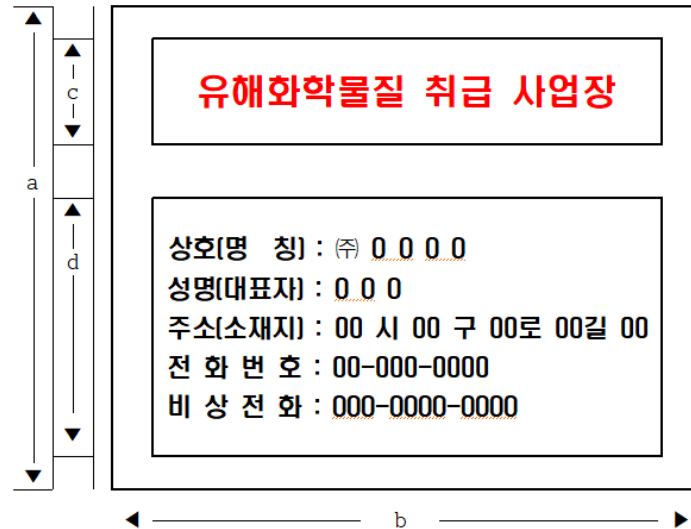 유해화학물질 취급 사업장
상호(명 칭) : ㈜ 0 0 0 0
성명(대표자) : 0 0 0
주소(소재지) : 00 시 00 구 00로 00길 00
전 화 번 호 : 00-000-0000
비 상 전 화 : 000-0000-0000
a
c
d
b